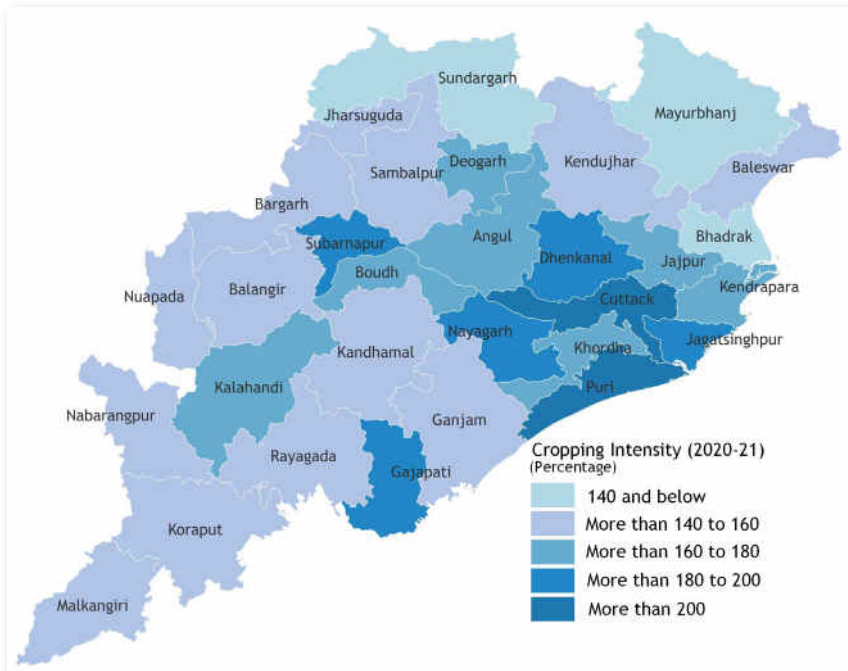 Sundargarh
Jharsuguda
Mayurbhanj
Deogarh
Kendujhar
Sambalpur
Baleswar
Bargarh
Subarnapur
Angul
Bhadrak
Dhenkanal
Jajpur
Boudh
Kendrapara
Nuapada
Balangir
Cuttack
Nayagarh
Jagatsinghpur
Khordha
Kandhamal
Kalahandi
Puri
Nabarangpur
Ganjam
Rayagada
Gajapati
Koraput
Malkangiri
Cropping Intensity (2020-21)
(Percentage)
140 and below
More than 140 to 160
More than 160 to 180
More than 180 to 200
More than 200